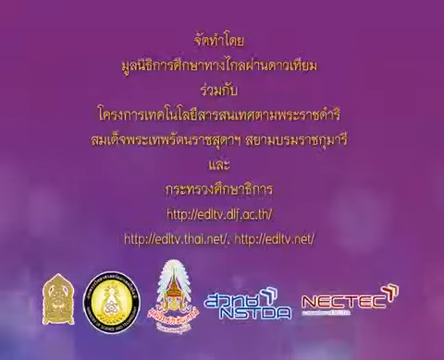 จัดทำโดย
มูลนิธิการศึกษาทางไกลผ่านดาวเทียม
ร่วมกับ
โครงการเทคโนโลยีสารสนเทศตามพระราชดำริ
สมเด็จพระเทพรัตนราชสุดาฯ สยามบรมราชกุมารี
และ
กระทรวงศึกษาธิการ
http://edltv.dlf.ac.th/
http://edltv.thai.net/, http://edltv.net/
สวทช
NSTDA
NECTEC